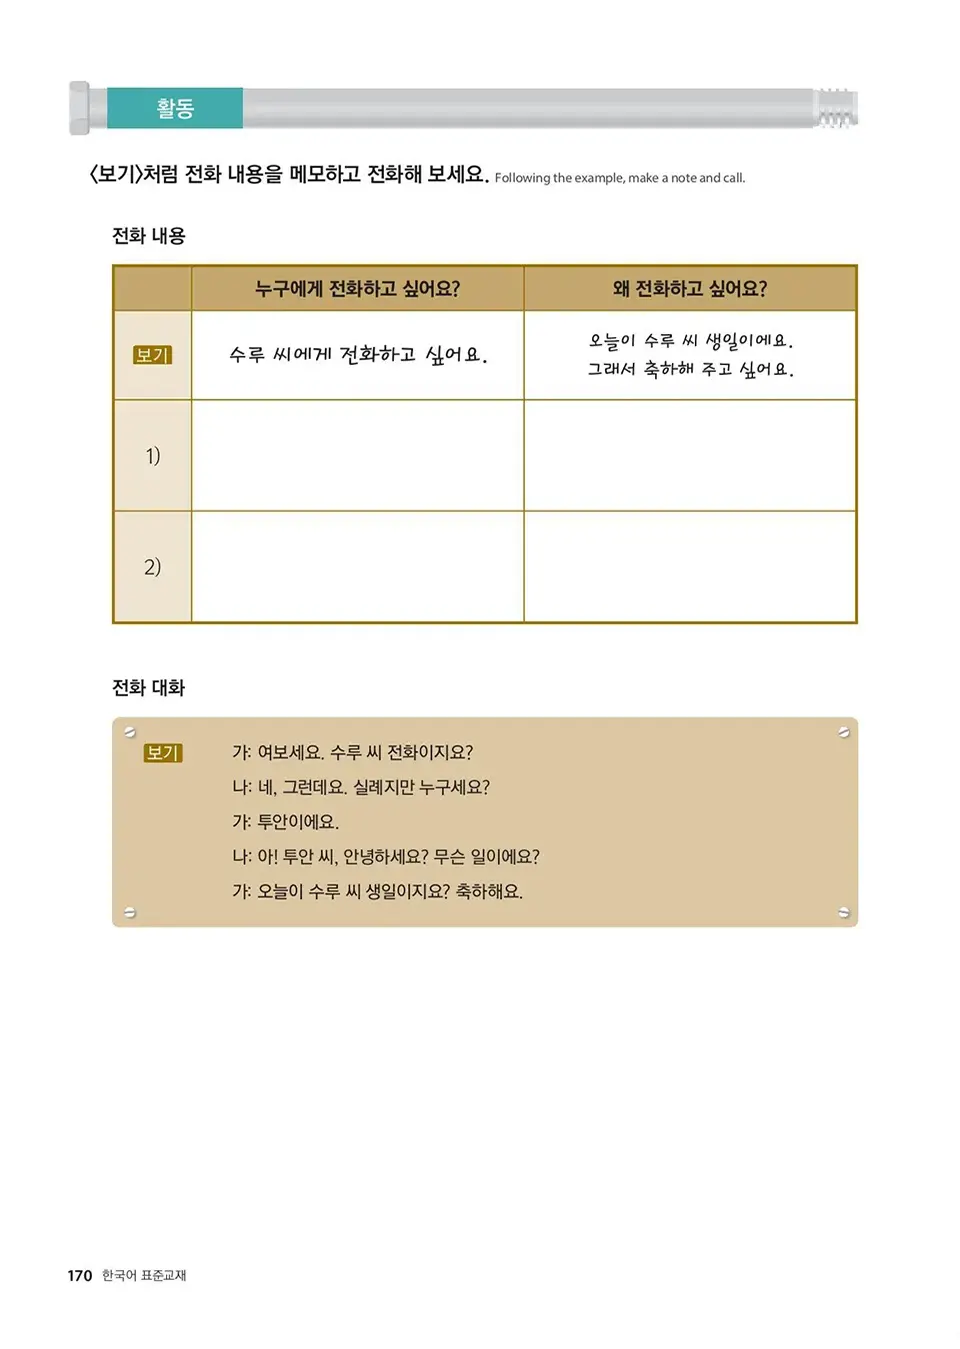 활동
〈보기〉처럼 전화 내용을 메모하고 전화해 보세요. Following the example, make a note and call.
전화 내용
누구에게 전화하고 싶어요? 왜 전화하고 싶어요?
보기 수루 씨에게 전화하고 싶어요. 오늘이 수루 씨 생일이에요.
그래서 축하해 주고 싶어요.
1)
2)
전화 대화
보기 가: 여보세요. 수루 씨 전화이지요?
나: 네, 그런데요. 실례지만 누구세요?
가: 투안이에요.
나: 아! 투안 씨, 안녕하세요? 무슨 일이에요?
가: 오늘이 수루 씨 생일이지요? 축하해요.
170 한국어 표준교재